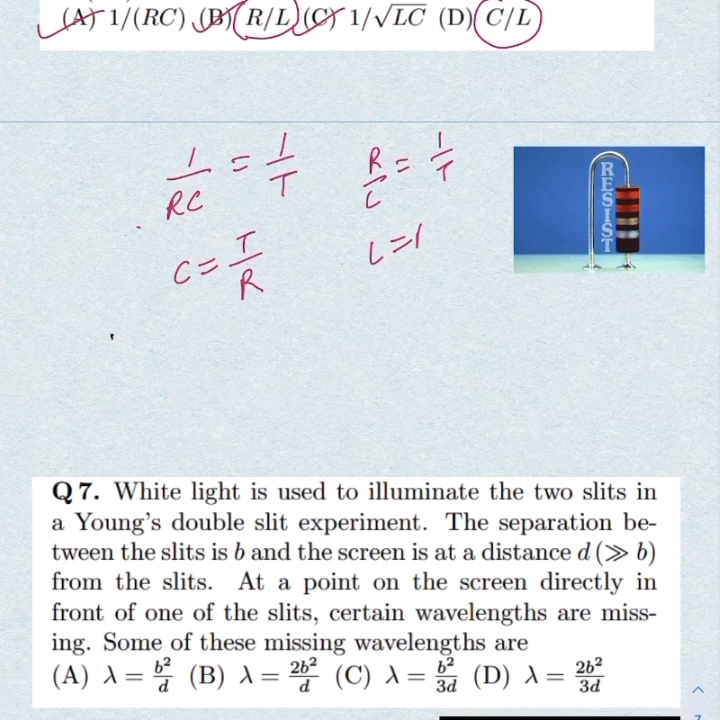 (A) 1/(RC) (B) R/L (C) 1/√LC (D) C/L
1/RC = 1/T R/L = 1/T
C = T/R L = 1
RESIST
Q 7. White light is used to illuminate the two slits in
a Young's double slit experiment. The separation be-
tween the slits is b and the screen is at a distance d (≫ b)
from the slits. At a point on the screen directly in
front of one of the slits, certain wavelengths are miss-
ing. Some of these missing wavelengths are
(A) λ = b²/d (B) λ = 2b²/d (C) λ = b²/3d (D) λ = 2b²/3d